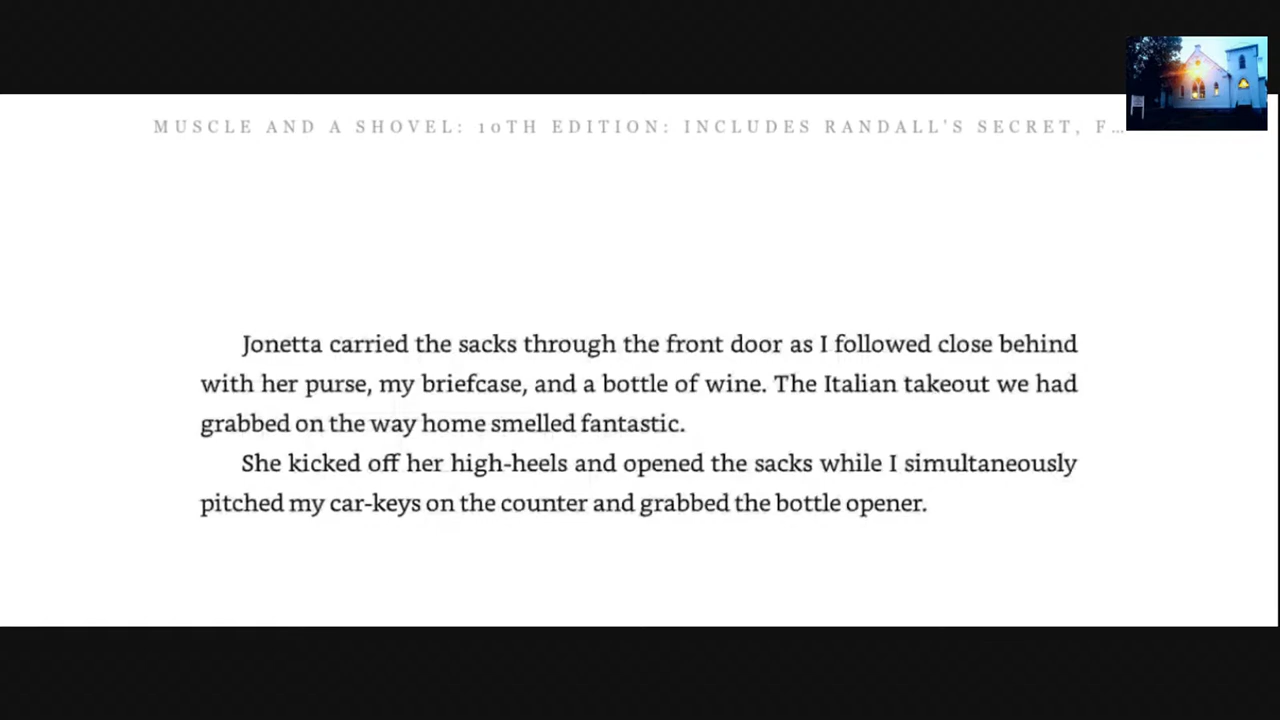 MUSCLE AND A SHOVEL: 10TH EDITION: INCLUDES RANDALL'S SECRET, F...
Jonetta carried the sacks through the front door as I followed close behind
with her purse, my briefcase, and a bottle of wine. The Italian takeout we had
grabbed on the way home smelled fantastic.
She kicked off her high-heels and opened the sacks while I simultaneously
pitched my car-keys on the counter and grabbed the bottle opener.